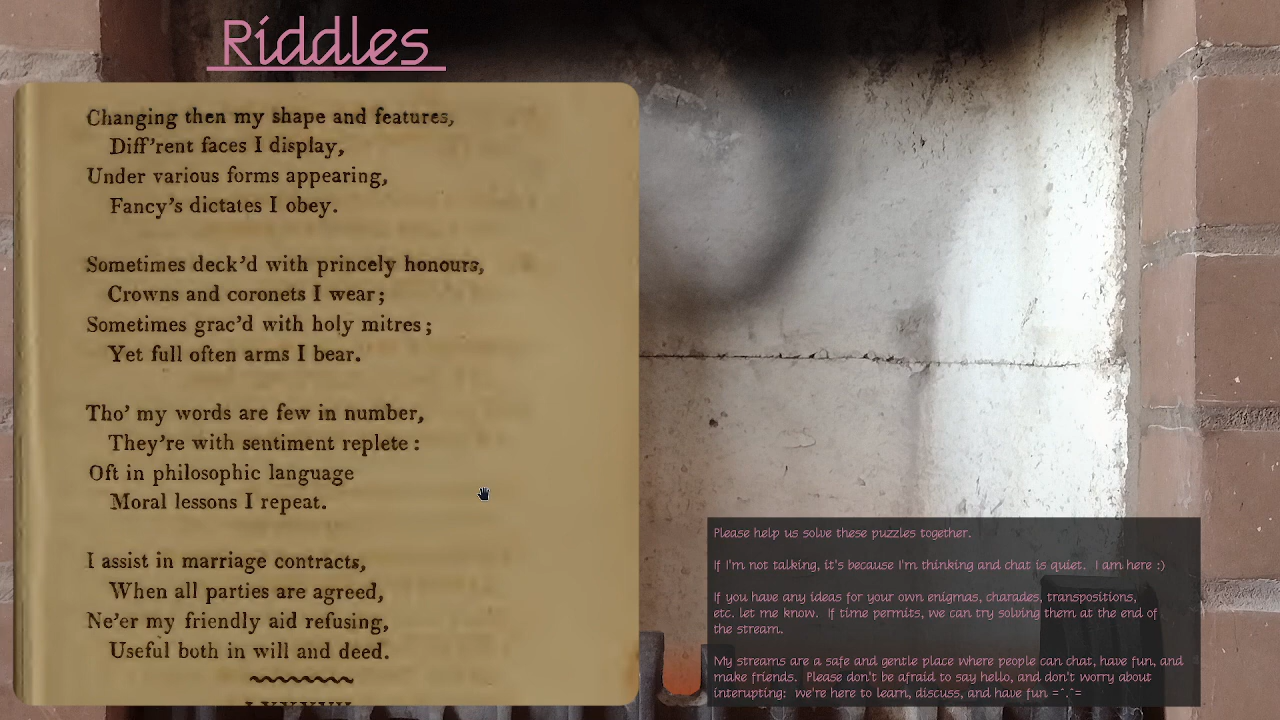 Riddles
Changing then my shape and features,
Diff'rent faces I display,
Under various forms appearing,
Fancy's dictates I obey.
Sometimes deck'd with princely honours,
Crowns and coronets I wear;
Sometimes grac'd with holy mitres;
Yet full often arms I bear.
Tho' my words are few in number,
They're with sentiment replete:
Oft in philosophic language
Moral lessons I repeat.
I assist in marriage contracts,
When all parties are agreed,
Ne'er my friendly aid refusing,
Useful both in will and deed.
Please help us solve these puzzles together.
If I'm not talking, it's because I'm thinking and chat is quiet. I am here :)
If you have any ideas for your own enigmas, charades, transpositions,
etc. let me know. If time permits, we can try solving them at the end of
the stream.
My streams are a safe and gentle place where people can chat, have fun, and
make friends. Please don't be afraid to say hello, and don't worry about
interupting: we're here to learn, discuss, and have fun =^.^=